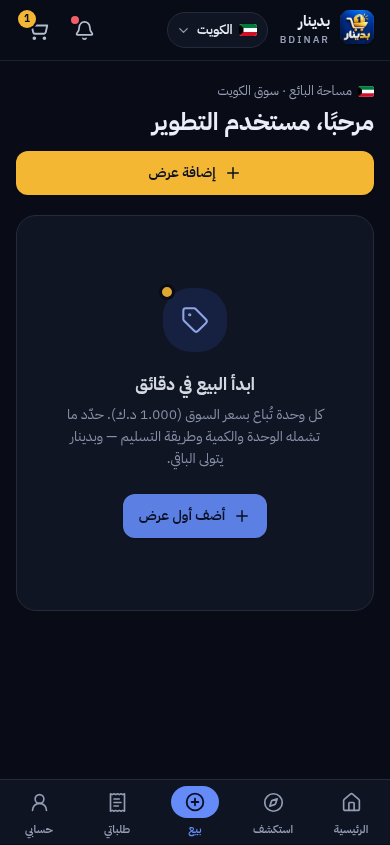 بدينار
BDINAR
بدينار
الكويت
1
مساحة البائع · سوق الكويت
مرحبًا، مستخدم التطوير
إضافة عرض
ابدأ البيع في دقائق
كل وحدة تُباع بسعر السوق (1.000 د.ك). حدّد ما
تشمله الوحدة والكمية وطريقة التسليم — وبدينار
يتولى الباقي.
أضف أول عرض
الرئيسية
استكشف
بيع
طلباتي
حسابي